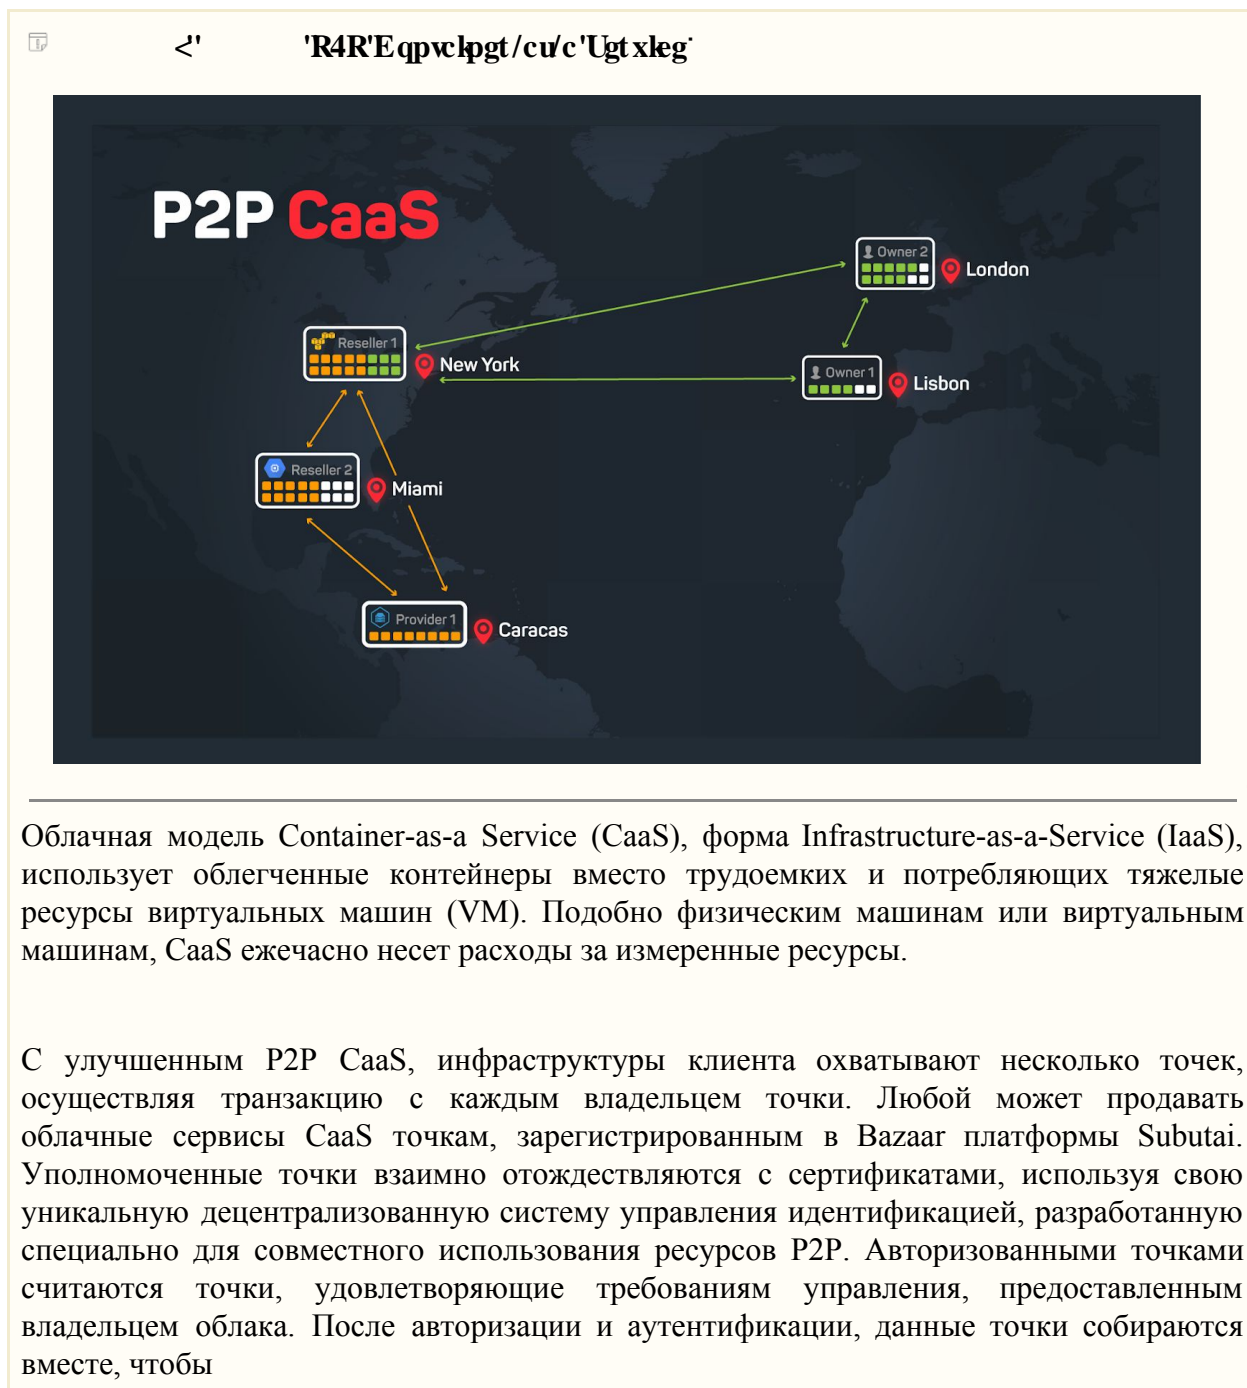 <'' 'R4R'Eqpvckpgt/cu/c'Ugtxkeg
P2P CaaS
Owner 2
London
Reseller 1
New York
Owner 1
Lisbon
Reseller 2
Miami
Provider 1
Caracas
Облачная модель Container-as-a Service (CaaS), форма Infrastructure-as-a-Service (IaaS),
использует облегченные контейнеры вместо трудоемких и потребляющих тяжелые
ресурсы виртуальных машин (VM). Подобно физическим машинам или виртуальным
машинам, CaaS ежечасно несет расходы за измеренные ресурсы.
С улучшенным P2P CaaS, инфраструктуры клиента охватывают несколько точек,
осуществляя транзакцию с каждым владельцем точки. Любой может продавать
облачные сервисы CaaS точкам, зарегистрированным в Bazaar платформы Subutai.
Уполномоченные точки взаимно отождествляются с сертификатами, используя свою
уникальную децентрализованную систему управления идентификацией, разработанную
специально для совместного использования ресурсов P2P. Авторизованными точками
считаются точки, удовлетворяющие требованиям управления, предоставленным
владельцем облака. После авторизации и аутентификации, данные точки собираются
вместе, чтобы